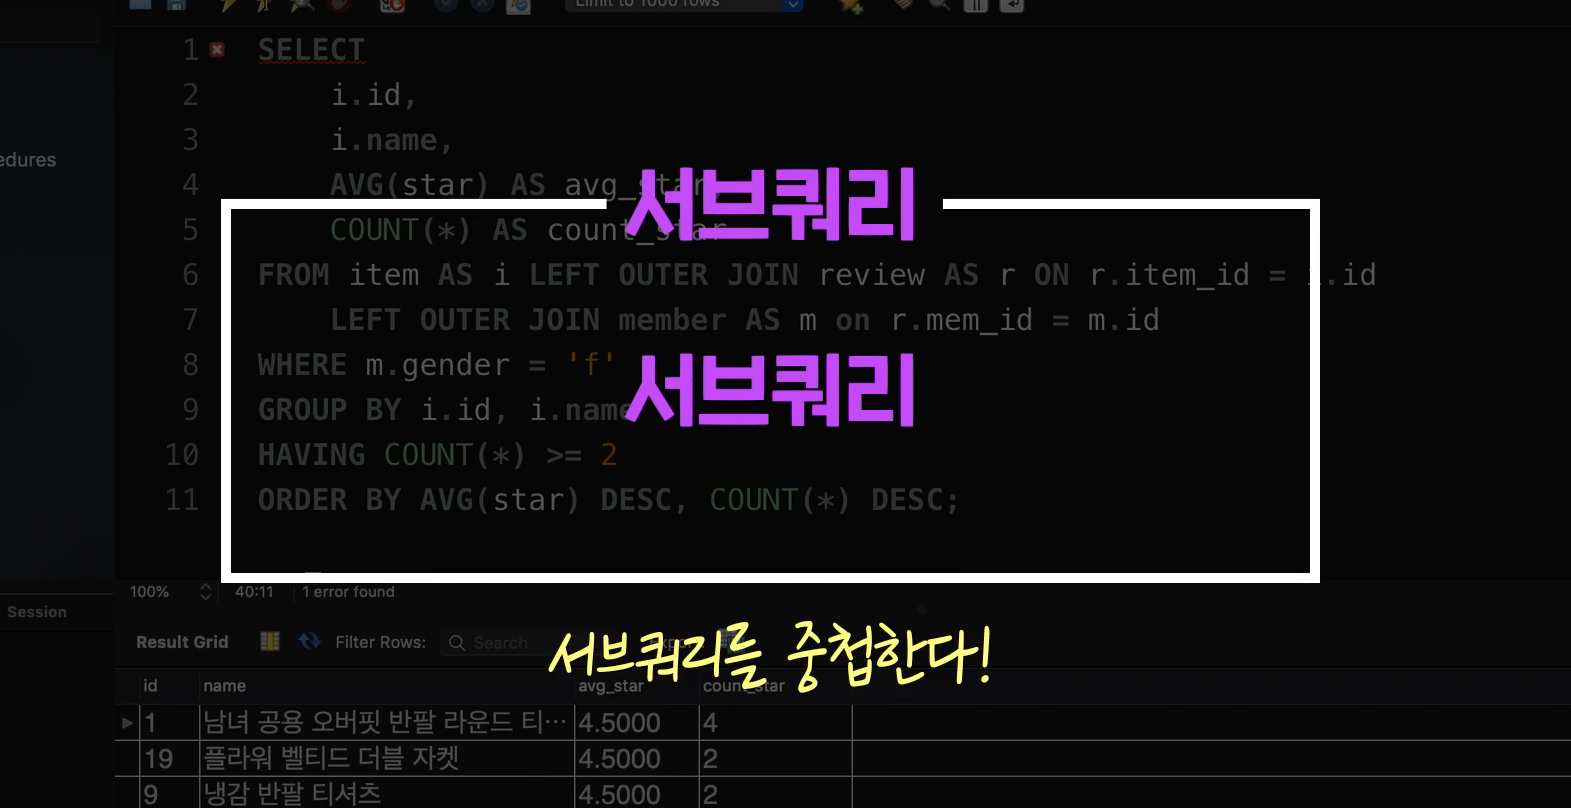 Limit to 1000 rows
1 SELECT
2 i.id,
3 i.name,
edures
4 AVG(star) AS avg_star,
서브쿼리
5 COUNT(*) AS count_star
6 FROM item AS i LEFT OUTER JOIN review AS r ON r.item_id = i.id
7 LEFT OUTER JOIN member AS m on r.mem_id = m.id
8 WHERE m.gender = 'f'
서브쿼리
9 GROUP BY i.id, i.name
10 HAVING COUNT(*) >= 2
11 ORDER BY AVG(star) DESC, COUNT(*) DESC;
100% 40:11 1 error found
Session
Result Grid Filter Rows: Search
서브쿼리를 중첩한다!
id name avg_star count_star
1 남녀 공용 오버핏 반팔 라운드 티… 4.5000 4
19 플라워 벨티드 더블 자켓 4.5000 2
9 냉감 반팔 티셔츠 4.5000 2